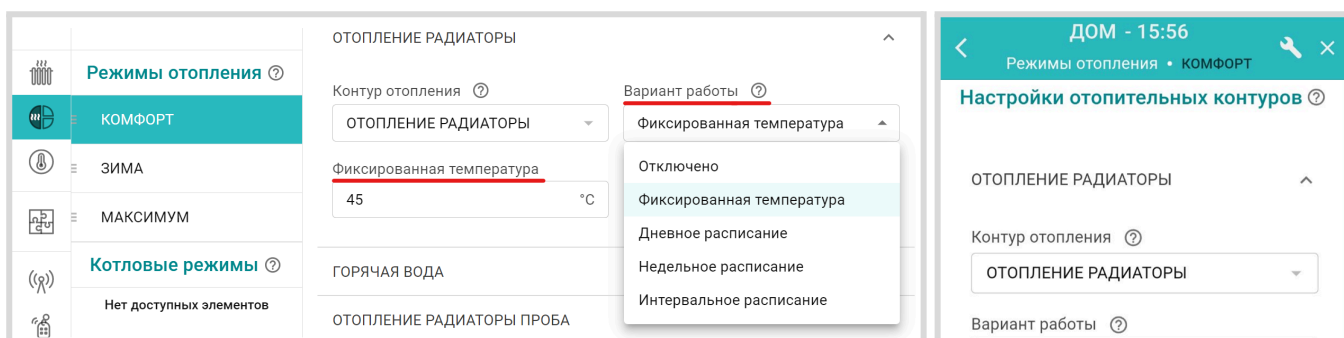 ОТОПЛЕНИЕ РАДИАТОРЫ
Режимы отопления
КОМФОРТ
ЗИМА
МАКСИМУМ
Котловые режимы
Нет доступных элементов
Контур отопления
ОТОПЛЕНИЕ РАДИАТОРЫ
Вариант работы
Фиксированная температура
Фиксированная температура
45 °C
Отключено
Фиксированная температура
Дневное расписание
Недельное расписание
Интервальное расписание
ГОРЯЧАЯ ВОДА
ОТОПЛЕНИЕ РАДИАТОРЫ ПРОБА
ДОМ - 15:56
Режимы отопления • КОМФОРТ
Настройки отопительных контуров
ОТОПЛЕНИЕ РАДИАТОРЫ
Контур отопления
ОТОПЛЕНИЕ РАДИАТОРЫ
Вариант работы